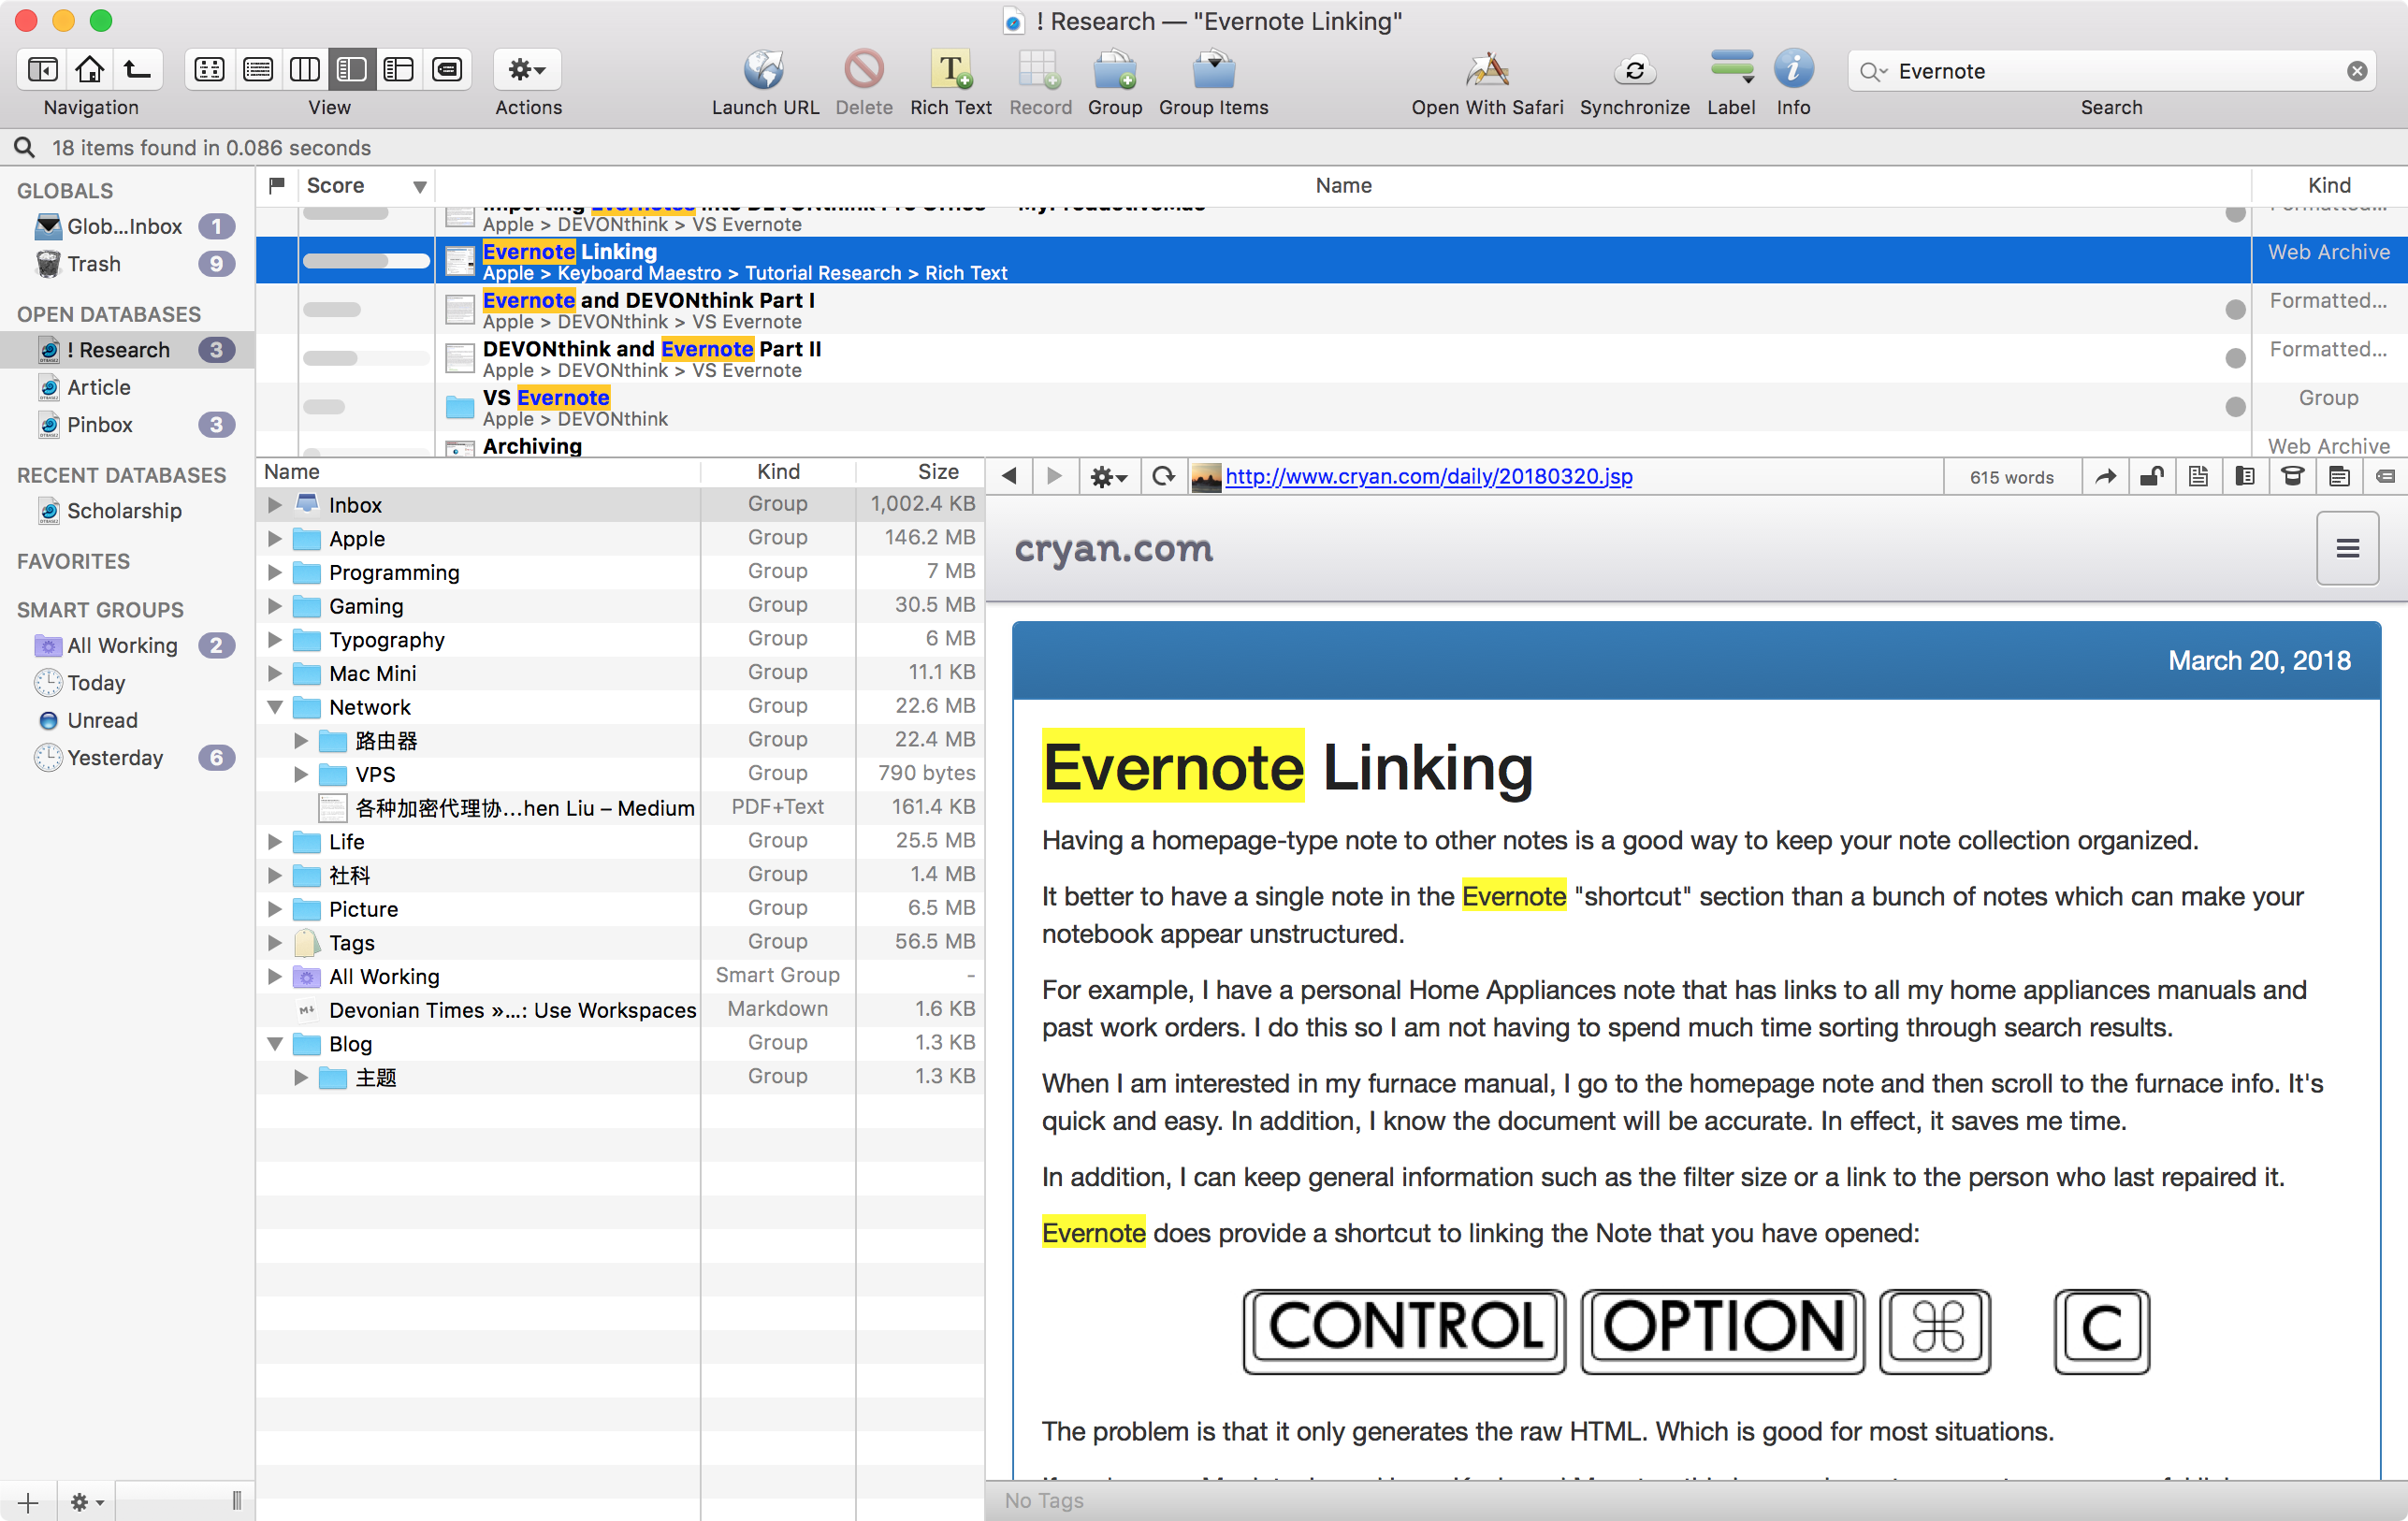 ! Research — "Evernote Linking"
Navigation
View
Actions
Launch URL
Delete
Rich Text
Record
Group
Group Items
Open With Safari
Synchronize
Label
Info
Evernote
Search
18 items found in 0.086 seconds
GLOBALS
Glob...Inbox 1
Trash 9
OPEN DATABASES
! Research 3
Article
Pinbox 3
RECENT DATABASES
Scholarship
FAVORITES
SMART GROUPS
All Working 2
Today
Unread
Yesterday 6
Score Name Kind
Importing Evernotes into DEVONthink Pro Office — MyProductiveMac Formatted...
Apple > DEVONthink > VS Evernote
Evernote Linking Web Archive
Apple > Keyboard Maestro > Tutorial Research > Rich Text
Evernote and DEVONthink Part I Formatted...
Apple > DEVONthink > VS Evernote
DEVONthink and Evernote Part II Formatted...
Apple > DEVONthink > VS Evernote
VS Evernote Group
Apple > DEVONthink
Archiving Web Archive
Name Kind Size
Inbox Group 1,002.4 KB
Apple Group 146.2 MB
Programming Group 7 MB
Gaming Group 30.5 MB
Typography Group 6 MB
Mac Mini Group 11.1 KB
Network Group 22.6 MB
路由器 Group 22.4 MB
VPS Group 790 bytes
各种加密代理协...hen Liu – Medium PDF+Text 161.4 KB
Life Group 25.5 MB
社科 Group 1.4 MB
Picture Group 6.5 MB
Tags Group 56.5 MB
All Working Smart Group -
Devonian Times »...: Use Workspaces Markdown 1.6 KB
Blog Group 1.3 KB
主题 Group 1.3 KB
http://www.cryan.com/daily/20180320.jsp 615 words
cryan.com
March 20, 2018
Evernote Linking
Having a homepage-type note to other notes is a good way to keep your note collection organized.
It better to have a single note in the Evernote "shortcut" section than a bunch of notes which can make your
notebook appear unstructured.
For example, I have a personal Home Appliances note that has links to all my home appliances manuals and
past work orders. I do this so I am not having to spend much time sorting through search results.
When I am interested in my furnace manual, I go to the homepage note and then scroll to the furnace info. It's
quick and easy. In addition, I know the document will be accurate. In effect, it saves me time.
In addition, I can keep general information such as the filter size or a link to the person who last repaired it.
Evernote does provide a shortcut to linking the Note that you have opened:
CONTROL OPTION ⌘ C
The problem is that it only generates the raw HTML. Which is good for most situations.
No Tags